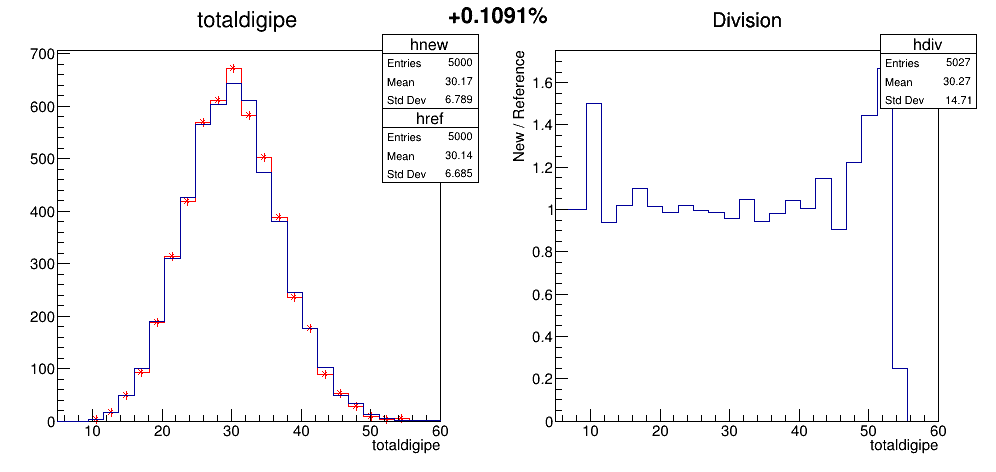 +0.1091%
totaldigipe
hnew
Entries 5000
Mean 30.17
Std Dev 6.789
href
Entries 5000
Mean 30.14
Std Dev 6.685
700
600
500
400
300
200
100
0
10 20 30 40 50 60
totaldigipe
Division
hdiv
Entries 5027
Mean 30.27
Std Dev 14.71
New / Reference
1.6
1.4
1.2
1
0.8
0.6
0.4
0.2
0
10 20 30 40 50 60
totaldigipe